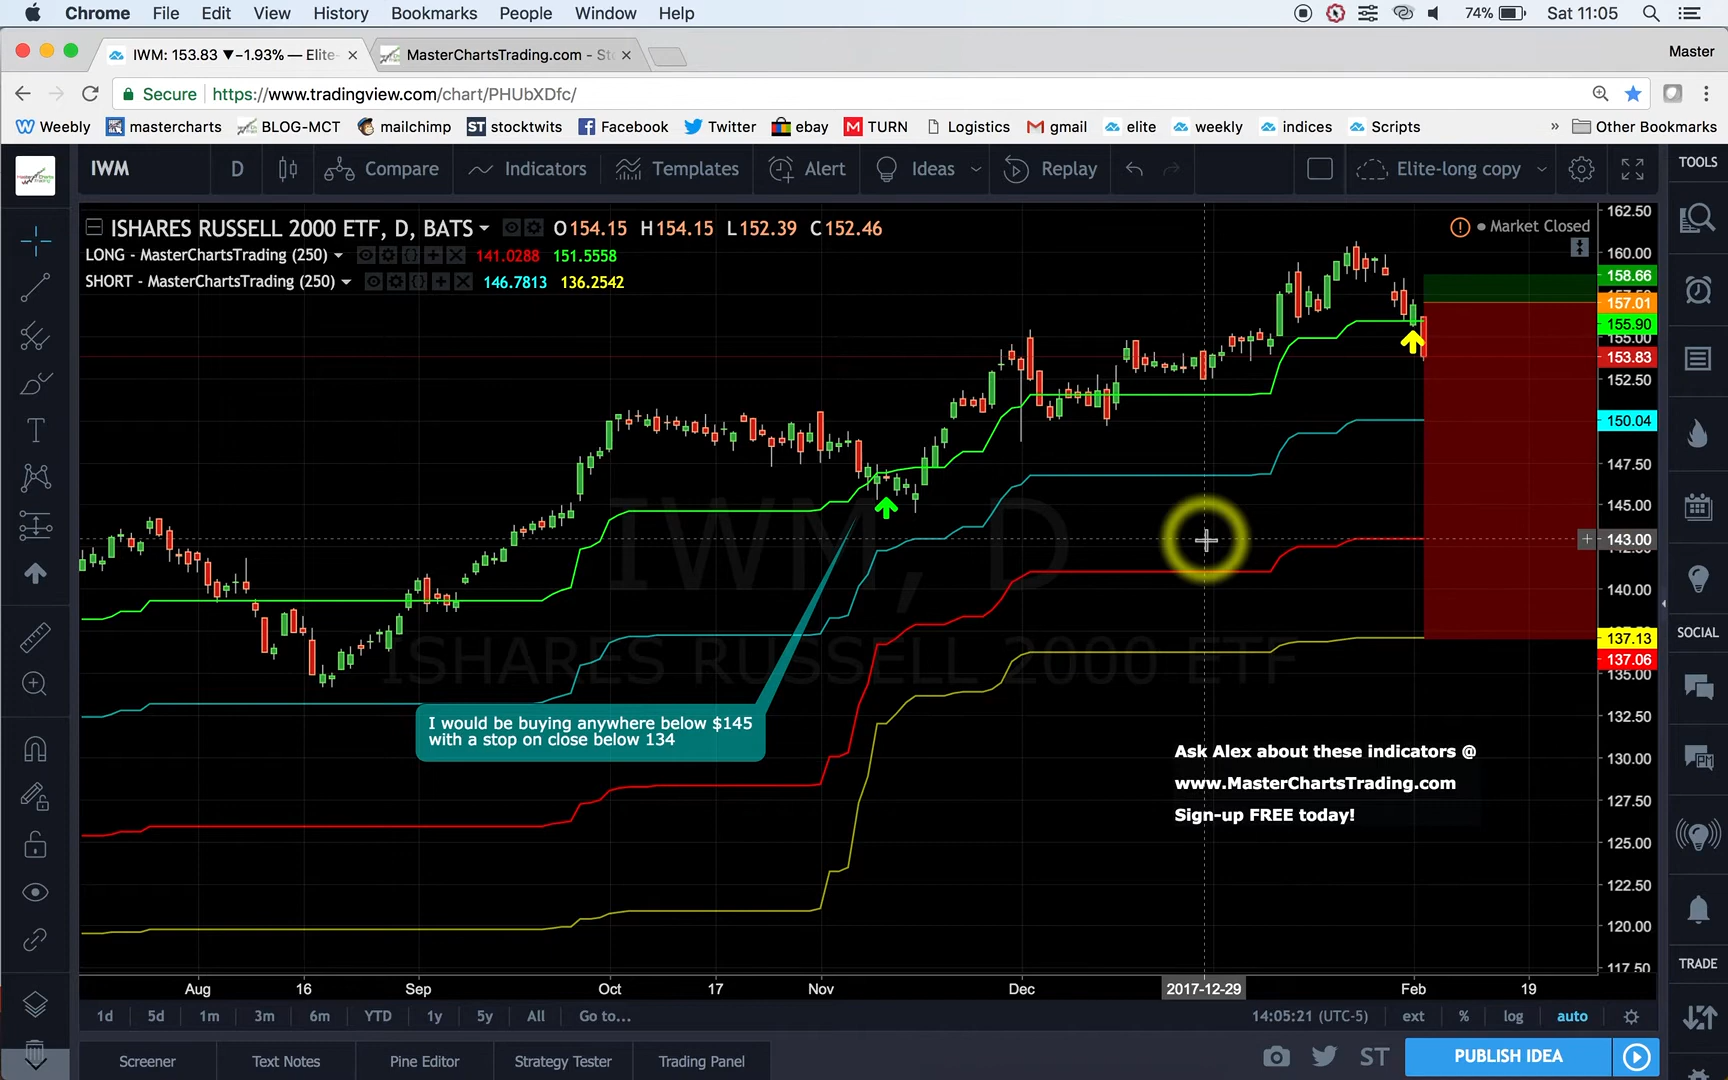 Chrome File Edit View History Bookmarks People Window Help 74% Sat 11:05
IWM: 153.83 ▼−1.93% — Elite- × MasterChartsTrading.com - St × Master
Secure | https://www.tradingview.com/chart/PHUbXDfc/
Weekly mastercharts BLOG-MCT mailchimp ST stocktwits Facebook Twitter ebay M TURN Logistics gmail elite weekly indices Scripts » Other Bookmarks
IWM D Compare Indicators Templates Alert Ideas Replay Elite-long copy TOOLS
ISHARES RUSSELL 2000 ETF, D, BATS O154.15 H154.15 L152.39 C152.46 Market Closed
LONG - MasterChartsTrading (250) 141.0288 151.5558
SHORT - MasterChartsTrading (250) 146.7813 136.2542
162.50
160.00
158.66
157.01
155.90
155.00
153.83
152.50
150.04
147.50
145.00
143.00
140.00
137.13
137.06
135.00
132.50
130.00
127.50
125.00
122.50
120.00
117.50
IWM, D
ISHARES RUSSELL 2000 ETF
I would be buying anywhere below $145
with a stop on close below 134
Ask Alex about these indicators @
www.MasterChartsTrading.com
Sign-up FREE today!
SOCIAL
TRADE
Aug 16 Sep Oct 17 Nov Dec 2017-12-29 Feb 19
1d 5d 1m 3m 6m YTD 1y 5y All Go to... 14:05:21 (UTC-5) ext % log auto
Screener Text Notes Pine Editor Strategy Tester Trading Panel ST PUBLISH IDEA